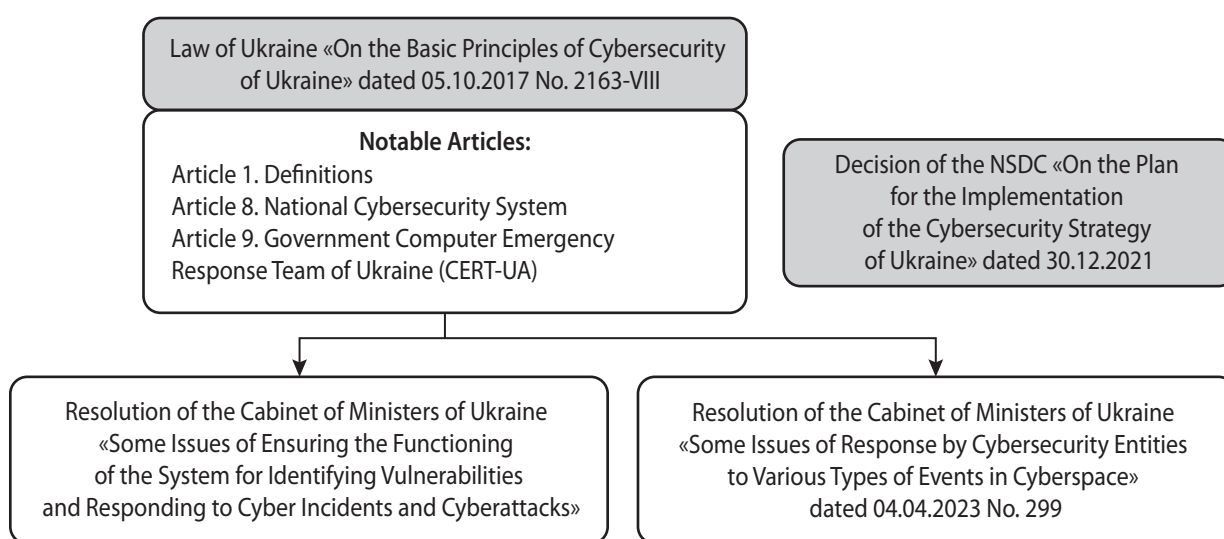 Law of Ukraine «On the Basic Principles of Cybersecurity
of Ukraine» dated 05.10.2017 No. 2163-VIII
Notable Articles:
Article 1. Definitions
Article 8. National Cybersecurity System
Article 9. Government Computer Emergency
Response Team of Ukraine (CERT-UA)
Decision of the NSDC «On the Plan
for the Implementation
of the Cybersecurity Strategy
of Ukraine» dated 30.12.2021
Resolution of the Cabinet of Ministers of Ukraine
«Some Issues of Ensuring the Functioning
of the System for Identifying Vulnerabilities
and Responding to Cyber Incidents and Cyberattacks»
Resolution of the Cabinet of Ministers of Ukraine
«Some Issues of Response by Cybersecurity Entities
to Various Types of Events in Cyberspace»
dated 04.04.2023 No. 299